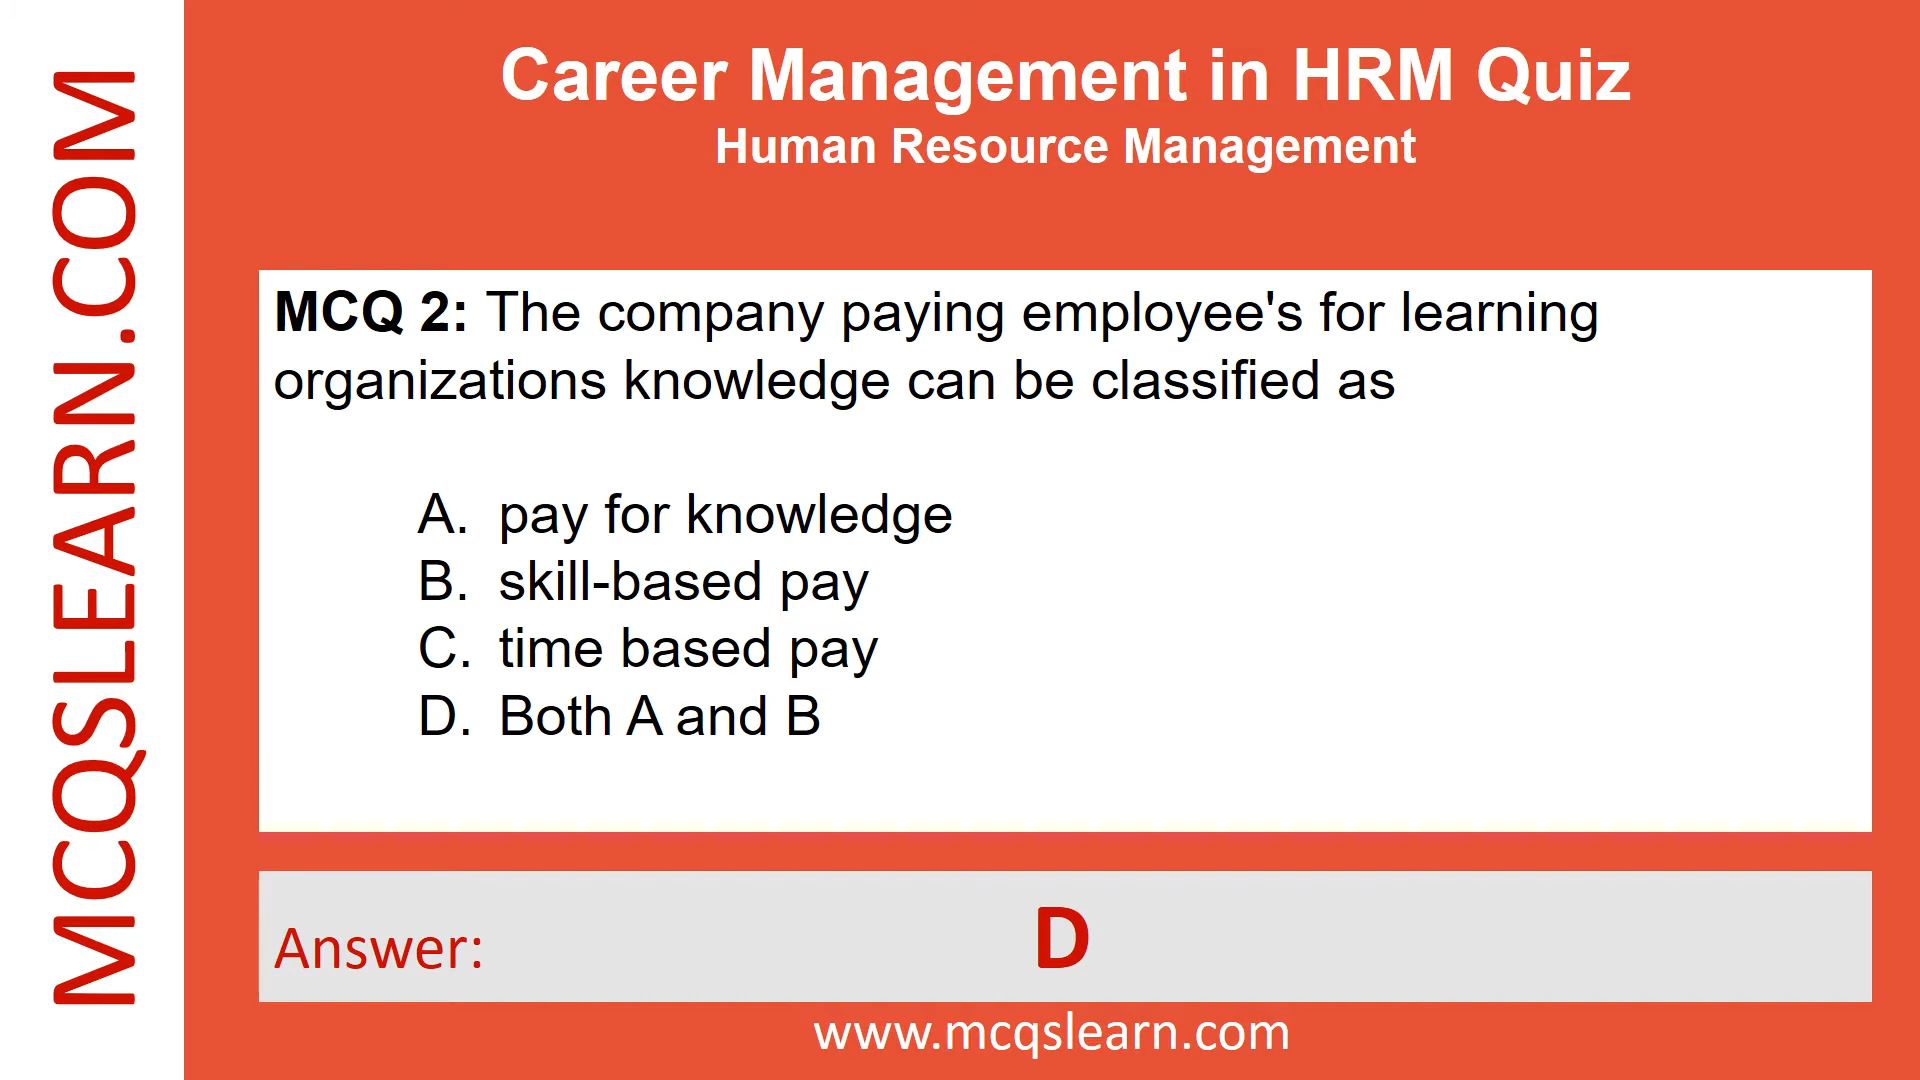 MCQSLEARN.COM
Career Management in HRM Quiz
Human Resource Management
MCQ 2: The company paying employee's for learning
organizations knowledge can be classified as
A. pay for knowledge
B. skill-based pay
C. time based pay
D. Both A and B
Answer: D
www.mcqslearn.com